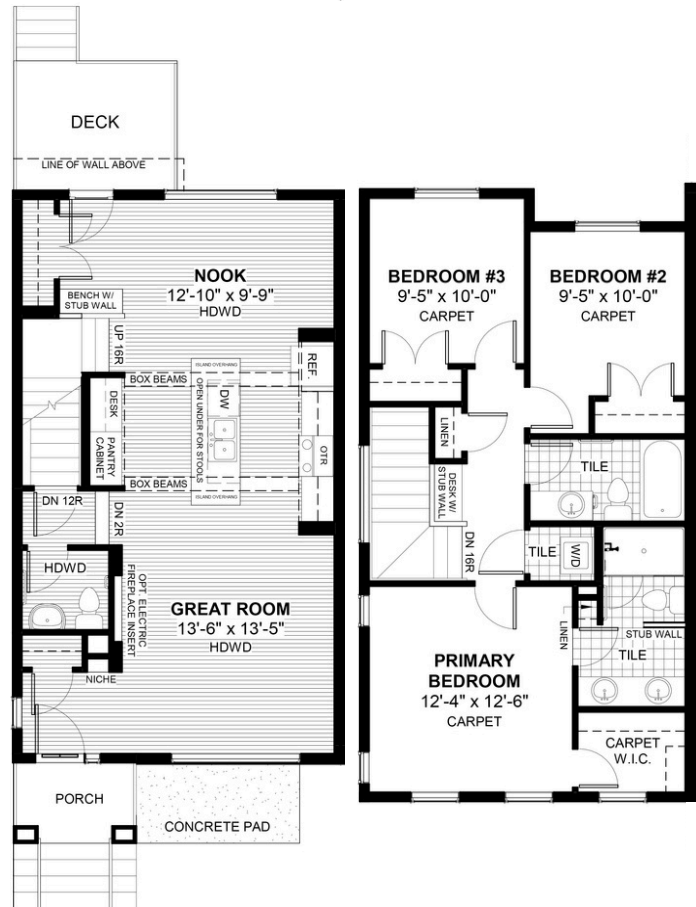 DECK
LINE OF WALL ABOVE
NOOK
12'-10" x 9'-9"
HDWD
BENCH W/
STUB WALL
UP 16R
BOX BEAMS
ISLAND OVERHANG
REF.
DESK
OPEN UNDER FOR STOOLS
DW
PANTRY
CABINET
OTR
BOX BEAMS
ISLAND OVERHANG
DN 12R
DN 2R
HDWD
OPT. ELECTRIC
FIREPLACE INSERT
GREAT ROOM
13'-6" x 13'-5"
HDWD
NICHE
PORCH
CONCRETE PAD
BEDROOM #3
9'-5" x 10'-0"
CARPET
BEDROOM #2
9'-5" x 10'-0"
CARPET
LINEN
DESK W/
STUB WALL
TILE
DN 16R
TILE
W/D
LINEN
STUB WALL
TILE
PRIMARY
BEDROOM
12'-4" x 12'-6"
CARPET
CARPET
W.I.C.